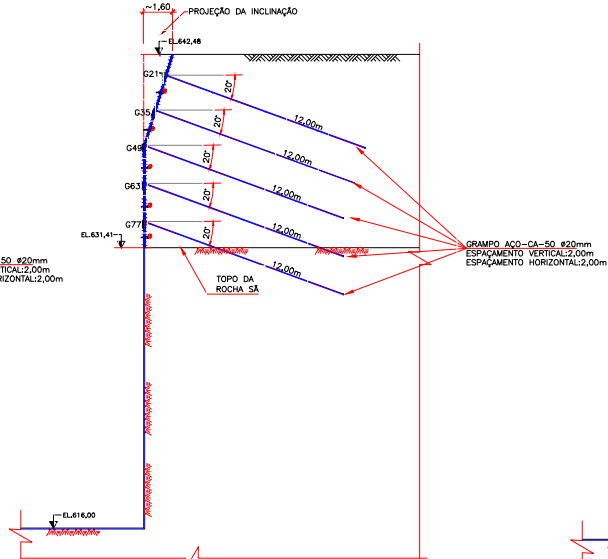 ~1,60
PROJEÇÃO DA INCLINAÇÃO
EL.642,48
G21
20°
12,00m
G35
20°
12,00m
G49
20°
12,00m
G63
20°
12,00m
G77
20°
12,00m
EL.631,41
50 Ø20mm
TICAL:2,00m
RIZONTAL:2,00m
TOPO DA
ROCHA SÃ
GRAMPO AÇO-CA-50 Ø20mm
ESPAÇAMENTO VERTICAL:2,00m
ESPAÇAMENTO HORIZONTAL:2,00m
EL.616,00